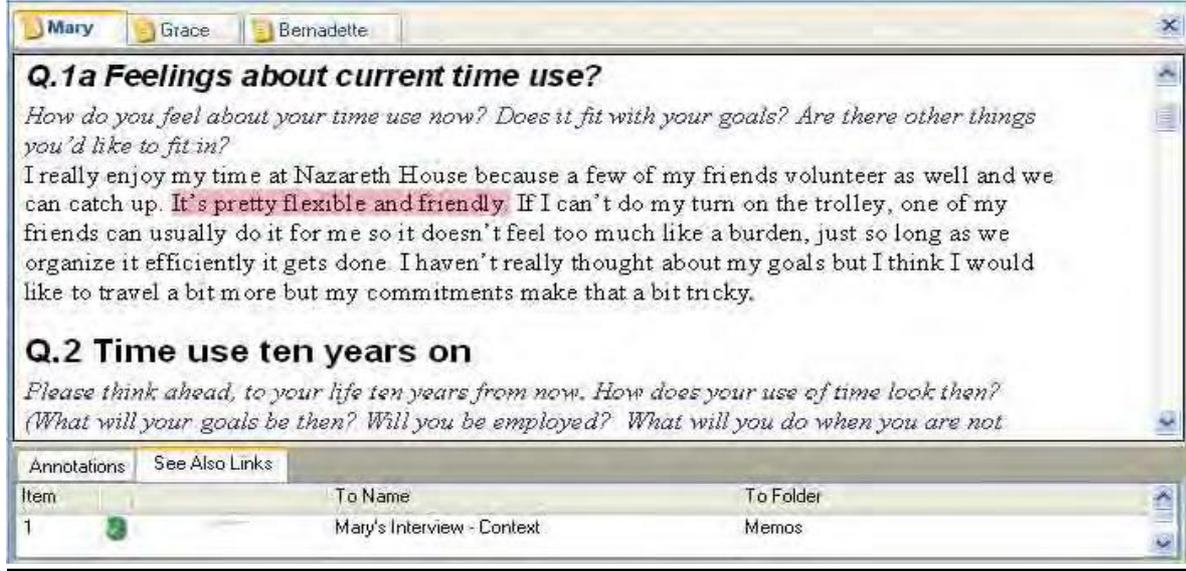 Mary Grace Bernadette
Q.1a Feelings about current time use?
How do you feel about your time use now? Does it fit with your goals? Are there other things
you'd like to fit in?
I really enjoy my time at Nazareth House because a few of my friends volunteer as well and we
can catch up. It's pretty flexible and friendly. If I can't do my turn on the trolley, one of my
friends can usually do it for me so it doesn't feel too much like a burden, just so long as we
organize it efficiently it gets done. I haven't really thought about my goals but I think I would
like to travel a bit more but my commitments make that a bit tricky.
Q.2 Time use ten years on
Please think ahead, to your life ten years from now. How does your use of time look then?
(What will your goals be then? Will you be employed? What will you do when you are not
Annotations See Also Links
Item To Name To Folder
1 Mary's Interview - Context Memos